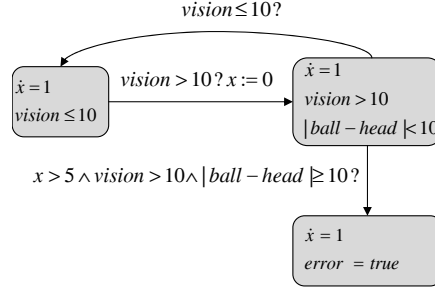 vision ≤ 10?
ẋ = 1
vision ≤ 10
vision > 10? x := 0
ẋ = 1
vision > 10
| ball − head | < 10
x > 5 ∧ vision > 10 ∧ | ball − head | ≥ 10?
ẋ = 1
error = true